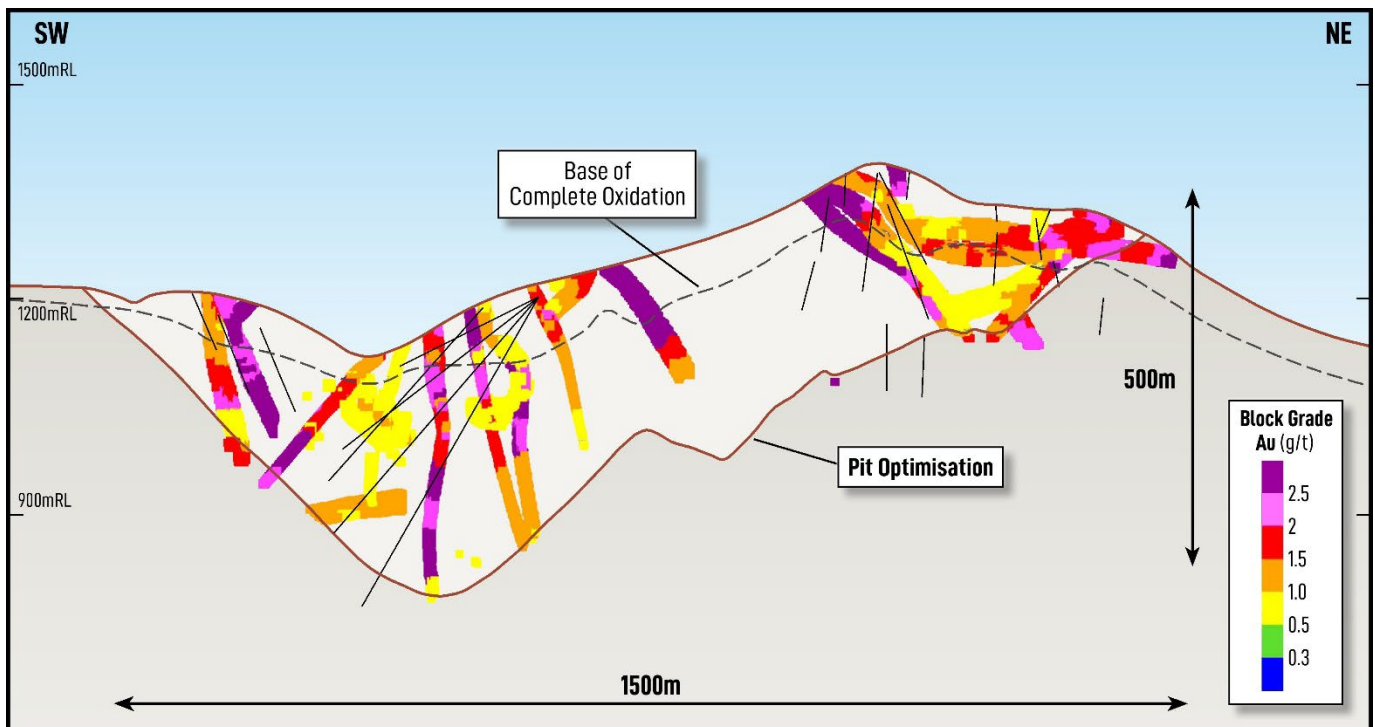 SW
NE
1500mRL
Base of
Complete Oxidation
1200mRL
500m
Block Grade
Au (g/t)
2.5
2
1.5
1.0
0.5
0.3
Pit Optimisation
900mRL
1500m